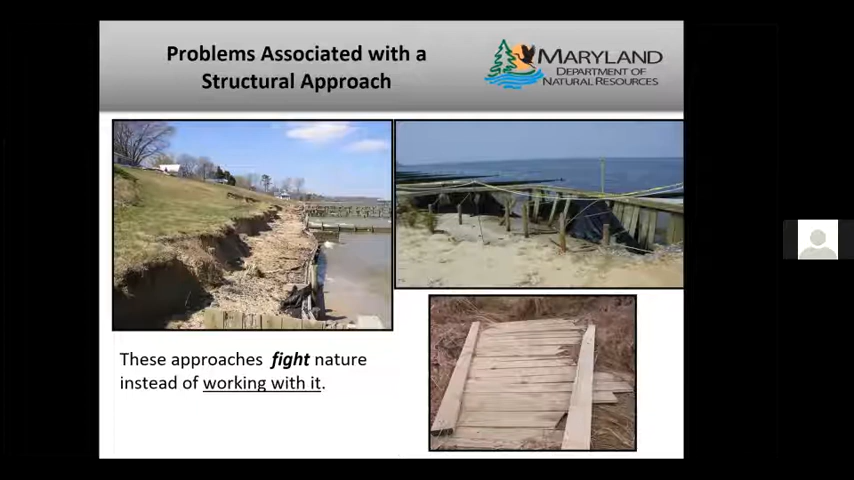 Problems Associated with a
Structural Approach
MARYLAND
DEPARTMENT OF
NATURAL RESOURCES
These approaches fight nature
instead of working with it.